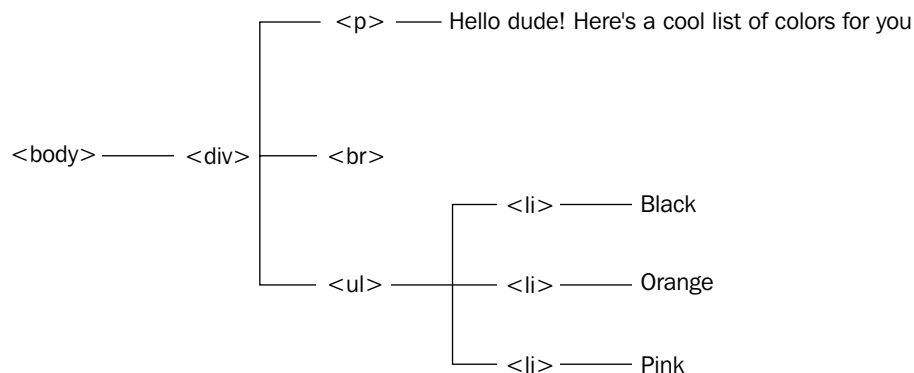 <p> Hello dude! Here's a cool list of colors for you
<body> <div> <br>
<li> Black
<ul> <li> Orange
<li> Pink